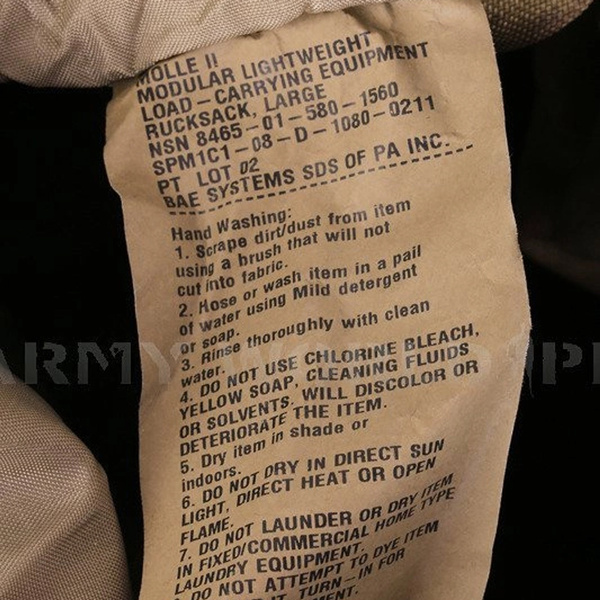 MOLLE II
MODULAR LIGHTWEIGHT
LOAD-CARRYING EQUIPMENT
RUCKSACK, LARGE
NSN 8465-01-580-1560
SPM1C1-08-D-1080-0211
PT LOT 02
BAE SYSTEMS SDS OF PA INC.
Hand Washing:
1. Scrape dirt/dust from item
using a brush that will not
cut into fabric.
2. Hose or wash item in a pail
of water using Mild detergent
or soap.
3. Rinse thoroughly with clean
water.
4. DO NOT USE CHLORINE BLEACH,
YELLOW SOAP, CLEANING FLUIDS
OR SOLVENTS. WILL DISCOLOR OR
DETERIORATE THE ITEM.
5. Dry item in shade or
indoors.
6. DO NOT DRY IN DIRECT SUN
LIGHT, DIRECT HEAT OR OPEN
FLAME.
7. DO NOT LAUNDER OR DRY ITEM
IN FIXED/COMMERCIAL HOME TYPE
LAUNDRY EQUIPMENT.
DO NOT ATTEMPT TO DYE ITEM
IT. TURN-IN FOR
ARMY